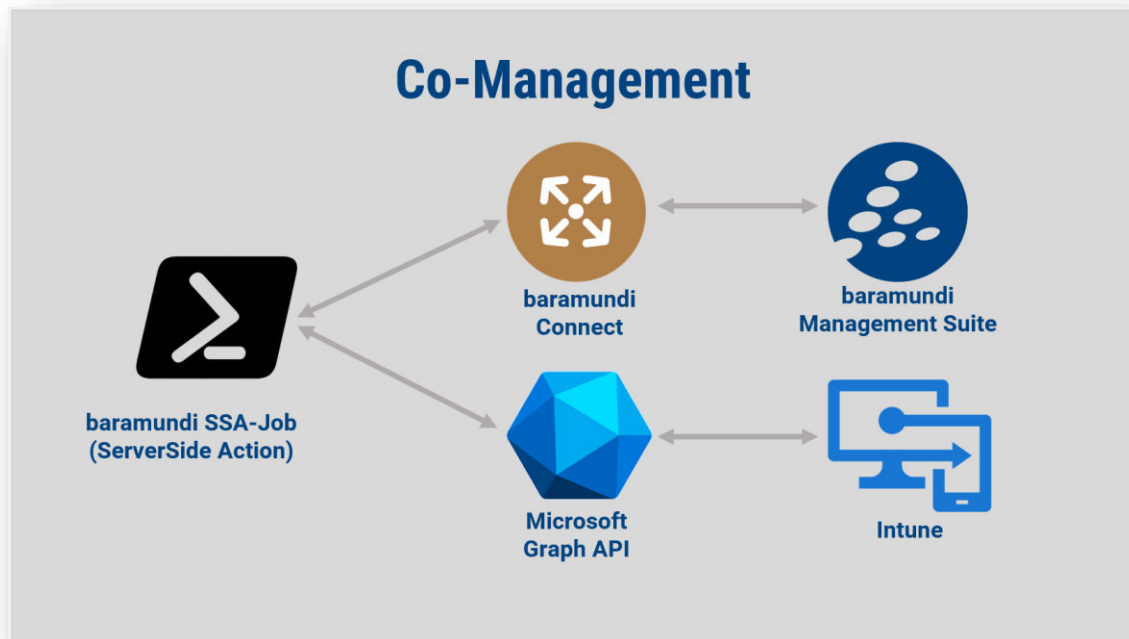 Co-Management
baramundi
Connect
baramundi
Management Suite
baramundi SSA-Job
(ServerSide Action)
Microsoft
Graph API
Intune